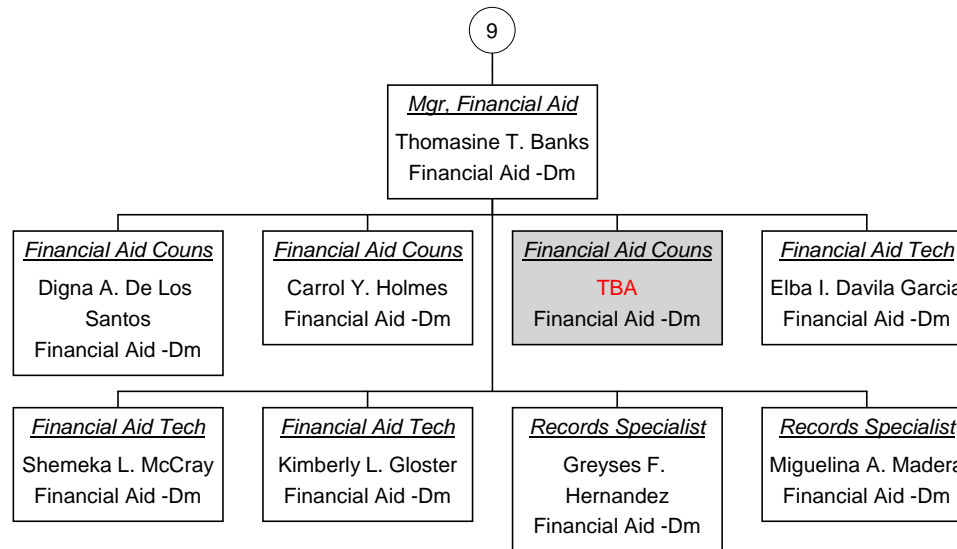 9
Mgr, Financial Aid
Thomasine T. Banks
Financial Aid -Dm
Financial Aid Couns
Digna A. De Los
Santos
Financial Aid -Dm
Financial Aid Couns
Carrol Y. Holmes
Financial Aid -Dm
Financial Aid Couns
TBA
Financial Aid -Dm
Financial Aid Tech
Elba I. Davila Garcia
Financial Aid -Dm
Financial Aid Tech
Shemeka L. McCray
Financial Aid -Dm
Financial Aid Tech
Kimberly L. Gloster
Financial Aid -Dm
Records Specialist
Greyses F.
Hernandez
Financial Aid -Dm
Records Specialist
Miguelina A. Madera
Financial Aid -Dm